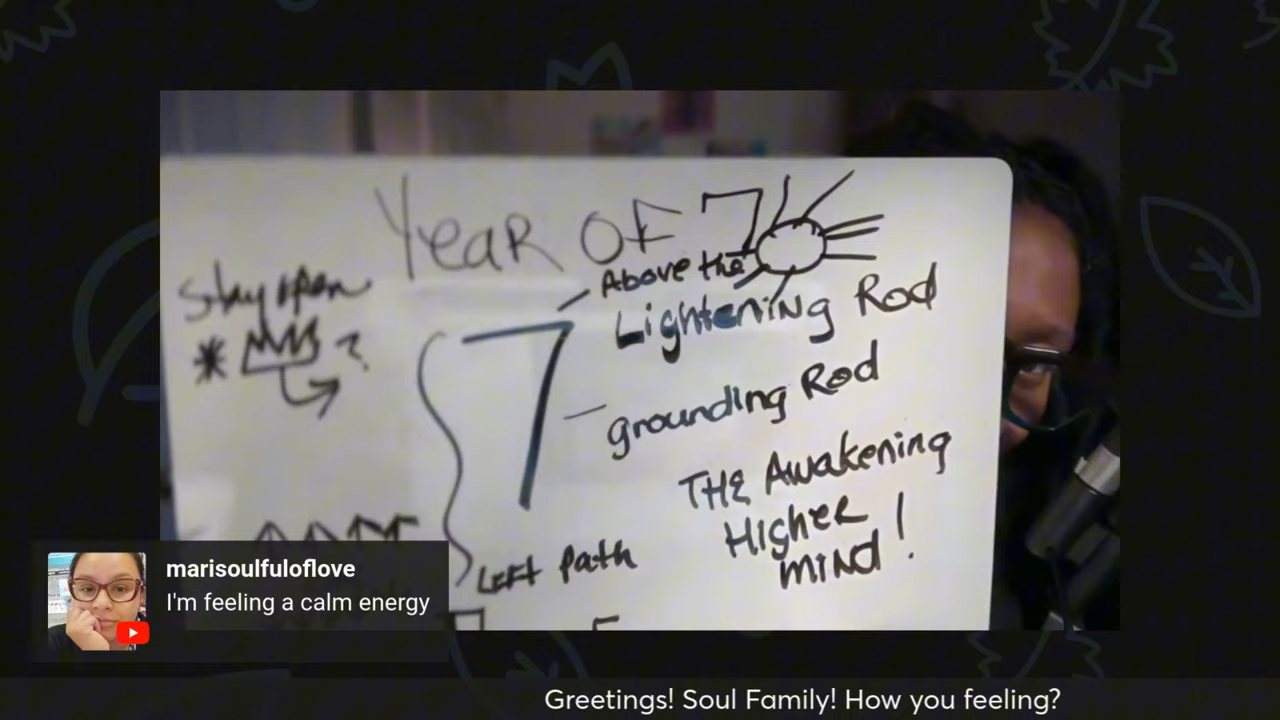 YEAR OF 7
Stay open
Above the
Lightening Rod
7
grounding Rod
THE Awakening
HigHER
MIND!
LEFT Path
marisoulfuloflove
I'm feeling a calm energy
Greetings! Soul Family! How you feeling?